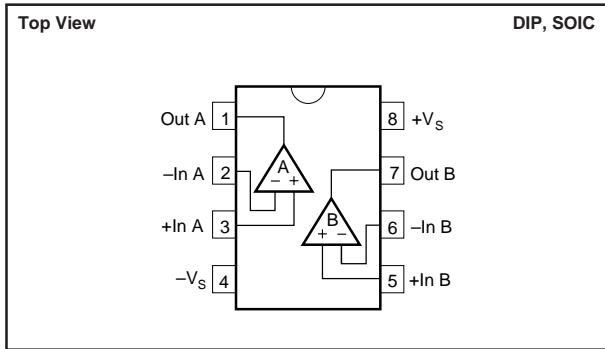 Top View DIP, SOIC
Out A 1 8 +VS
–In A 2 A 7 Out B
– +
+In A 3 B 6 –In B
+ –
–VS 4 5 +In B